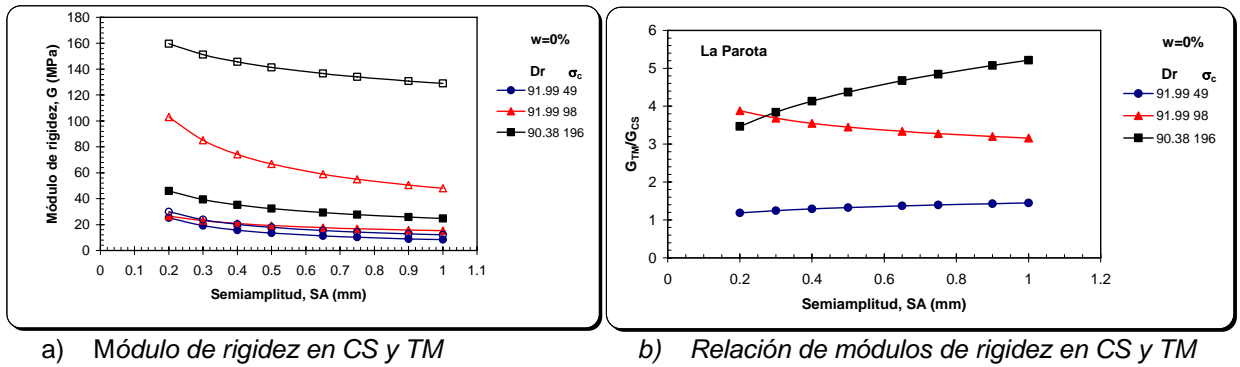 180
160
140
120
100
80
60
40
20
0
Módulo de rigidez, G (MPa)
0 0.1 0.2 0.3 0.4 0.5 0.6 0.7 0.8 0.9 1 1.1
Semiamplitud, SA (mm)
w=0%
Dr σc
91.99 49
91.99 98
90.38 196
a) Módulo de rigidez en CS y TM
6
5
4
3
2
1
0
GTM/GCS
La Parota
0 0.2 0.4 0.6 0.8 1 1.2
Semiamplitud, SA (mm)
w=0%
Dr σc
91.99 49
91.99 98
90.38 196
b) Relación de módulos de rigidez en CS y TM